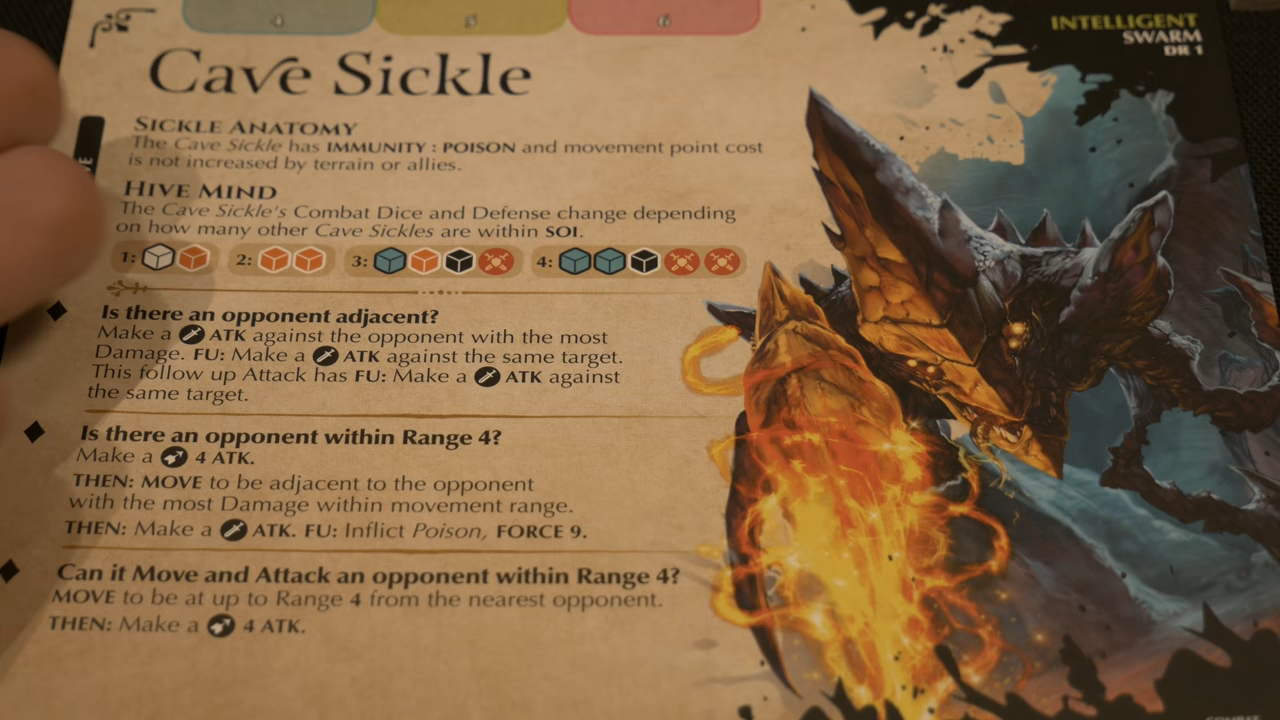 4
5
6
INTELLIGENT
SWARM
DR 1
Cave Sickle
SICKLE ANATOMY
The Cave Sickle has IMMUNITY : POISON and movement point cost
is not increased by terrain or allies.
HIVE MIND
The Cave Sickle's Combat Dice and Defense change depending
on how many other Cave Sickles are within SOI.
1: 2: 3: 4:
Is there an opponent adjacent?
Make a ATK against the opponent with the most
Damage. FU: Make a ATK against the same target.
This follow up Attack has FU: Make a ATK against
the same target.
Is there an opponent within Range 4?
Make a 4 ATK.
THEN: MOVE to be adjacent to the opponent
with the most Damage within movement range.
THEN: Make a ATK. FU: Inflict Poison, FORCE 9.
Can it Move and Attack an opponent within Range 4?
MOVE to be at up to Range 4 from the nearest opponent.
THEN: Make a 4 ATK.